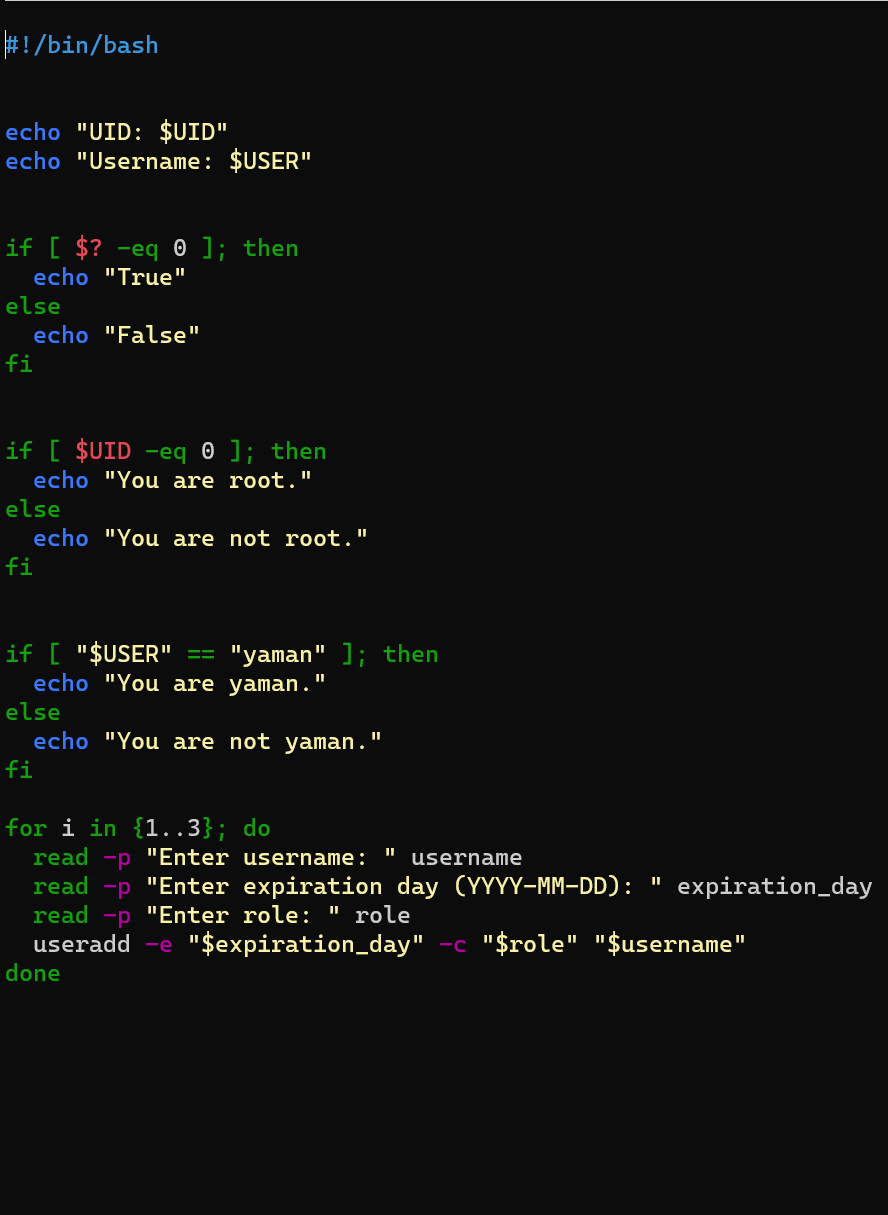 #!/bin/bash
echo "UID: $UID"
echo "Username: $USER"
if [ $? -eq 0 ]; then
  echo "True"
else
  echo "False"
fi
if [ $UID -eq 0 ]; then
  echo "You are root."
else
  echo "You are not root."
fi
if [ "$USER" == "yaman" ]; then
  echo "You are yaman."
else
  echo "You are not yaman."
fi
for i in {1..3}; do
  read -p "Enter username: " username
  read -p "Enter expiration day (YYYY-MM-DD): " expiration_day
  read -p "Enter role: " role
  useradd -e "$expiration_day" -c "$role" "$username"
done